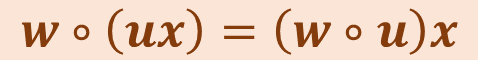 w ∘ (ux) = (w ∘ u)x